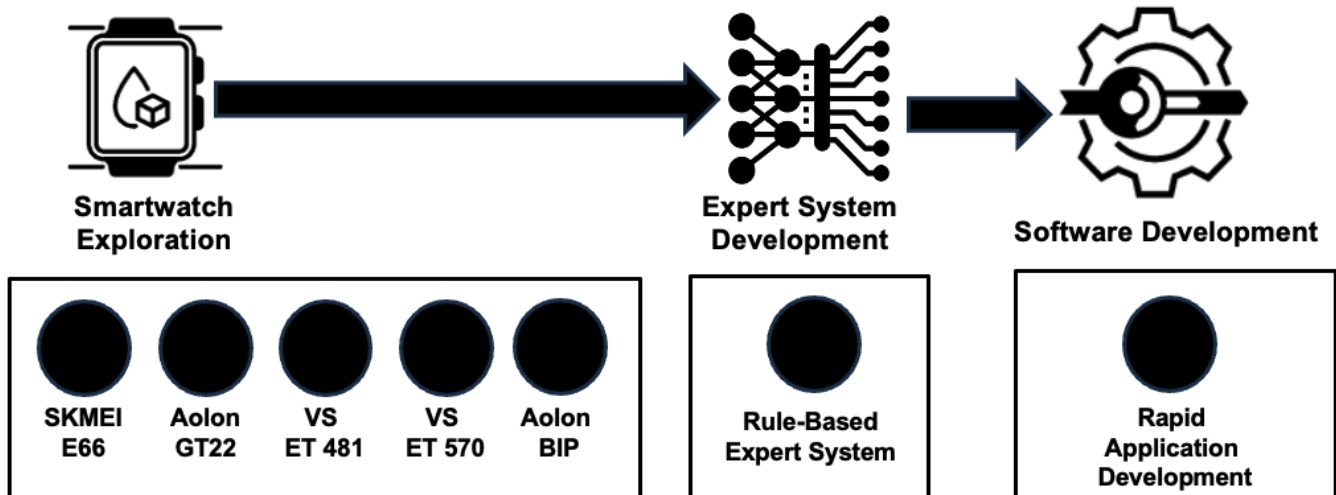 Smartwatch
Exploration
Expert System
Development
Software Development
SKMEI
E66
Aolon
GT22
VS
ET 481
VS
ET 570
Aolon
BIP
Rule-Based
Expert System
Rapid
Application
Development